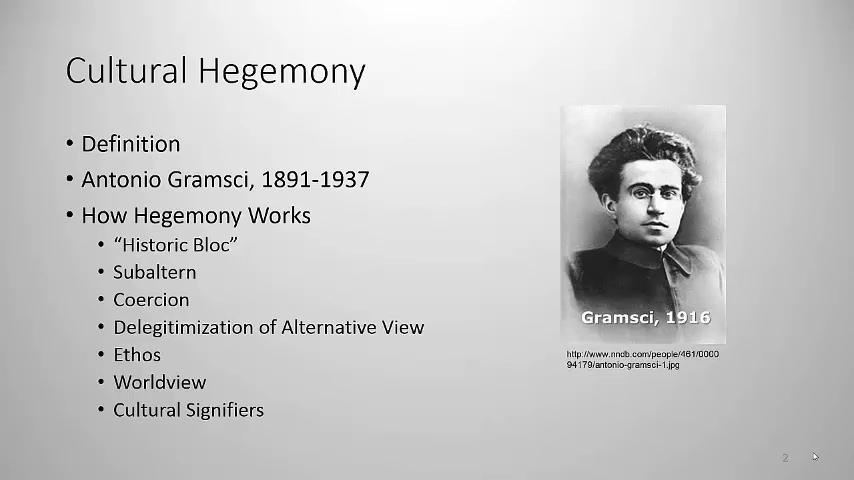 Cultural Hegemony
• Definition
• Antonio Gramsci, 1891-1937
• How Hegemony Works
• “Historic Bloc”
• Subaltern
• Coercion
• Delegitimization of Alternative View
• Ethos
• Worldview
• Cultural Signifiers
Gramsci, 1916
http://www.nndb.com/people/461/0000
94179/antonio-gramsci-1.jpg
2